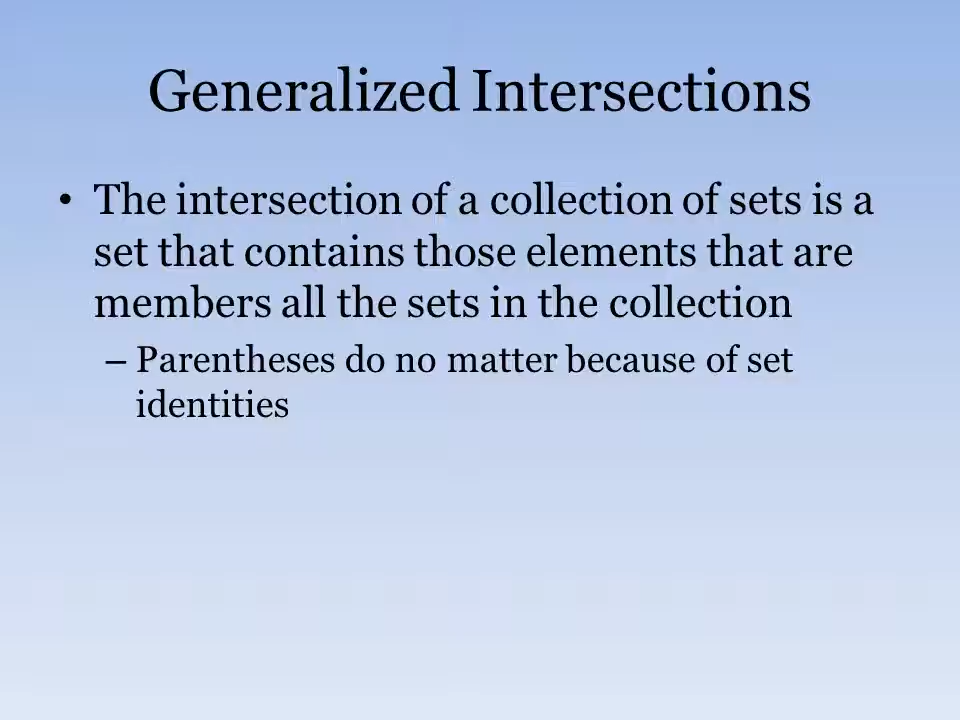 Generalized Intersections
• The intersection of a collection of sets is a
set that contains those elements that are
members all the sets in the collection
– Parentheses do no matter because of set
identities